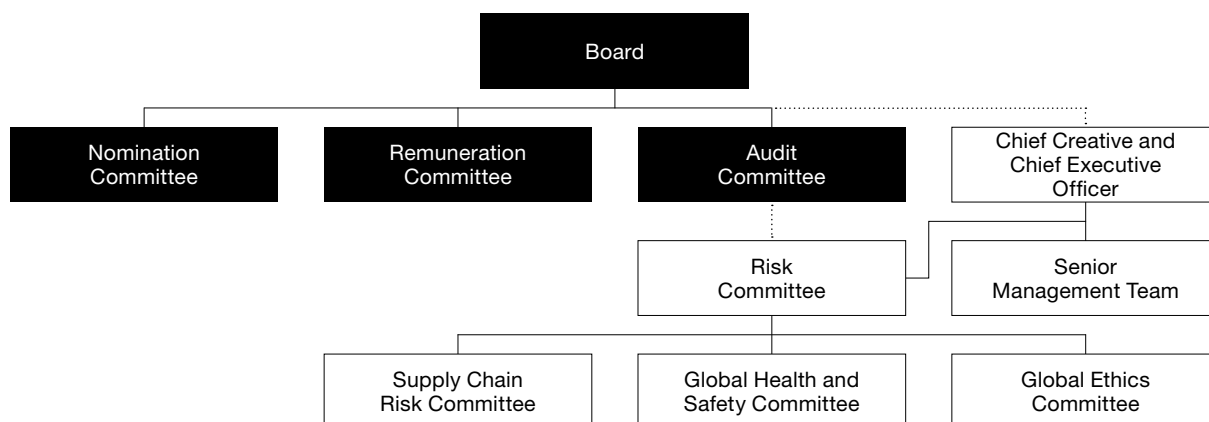 Board
Nomination
Committee
Remuneration
Committee
Audit
Committee
Chief Creative and
Chief Executive
Officer
Risk
Committee
Senior
Management Team
Supply Chain
Risk Committee
Global Health and
Safety Committee
Global Ethics
Committee